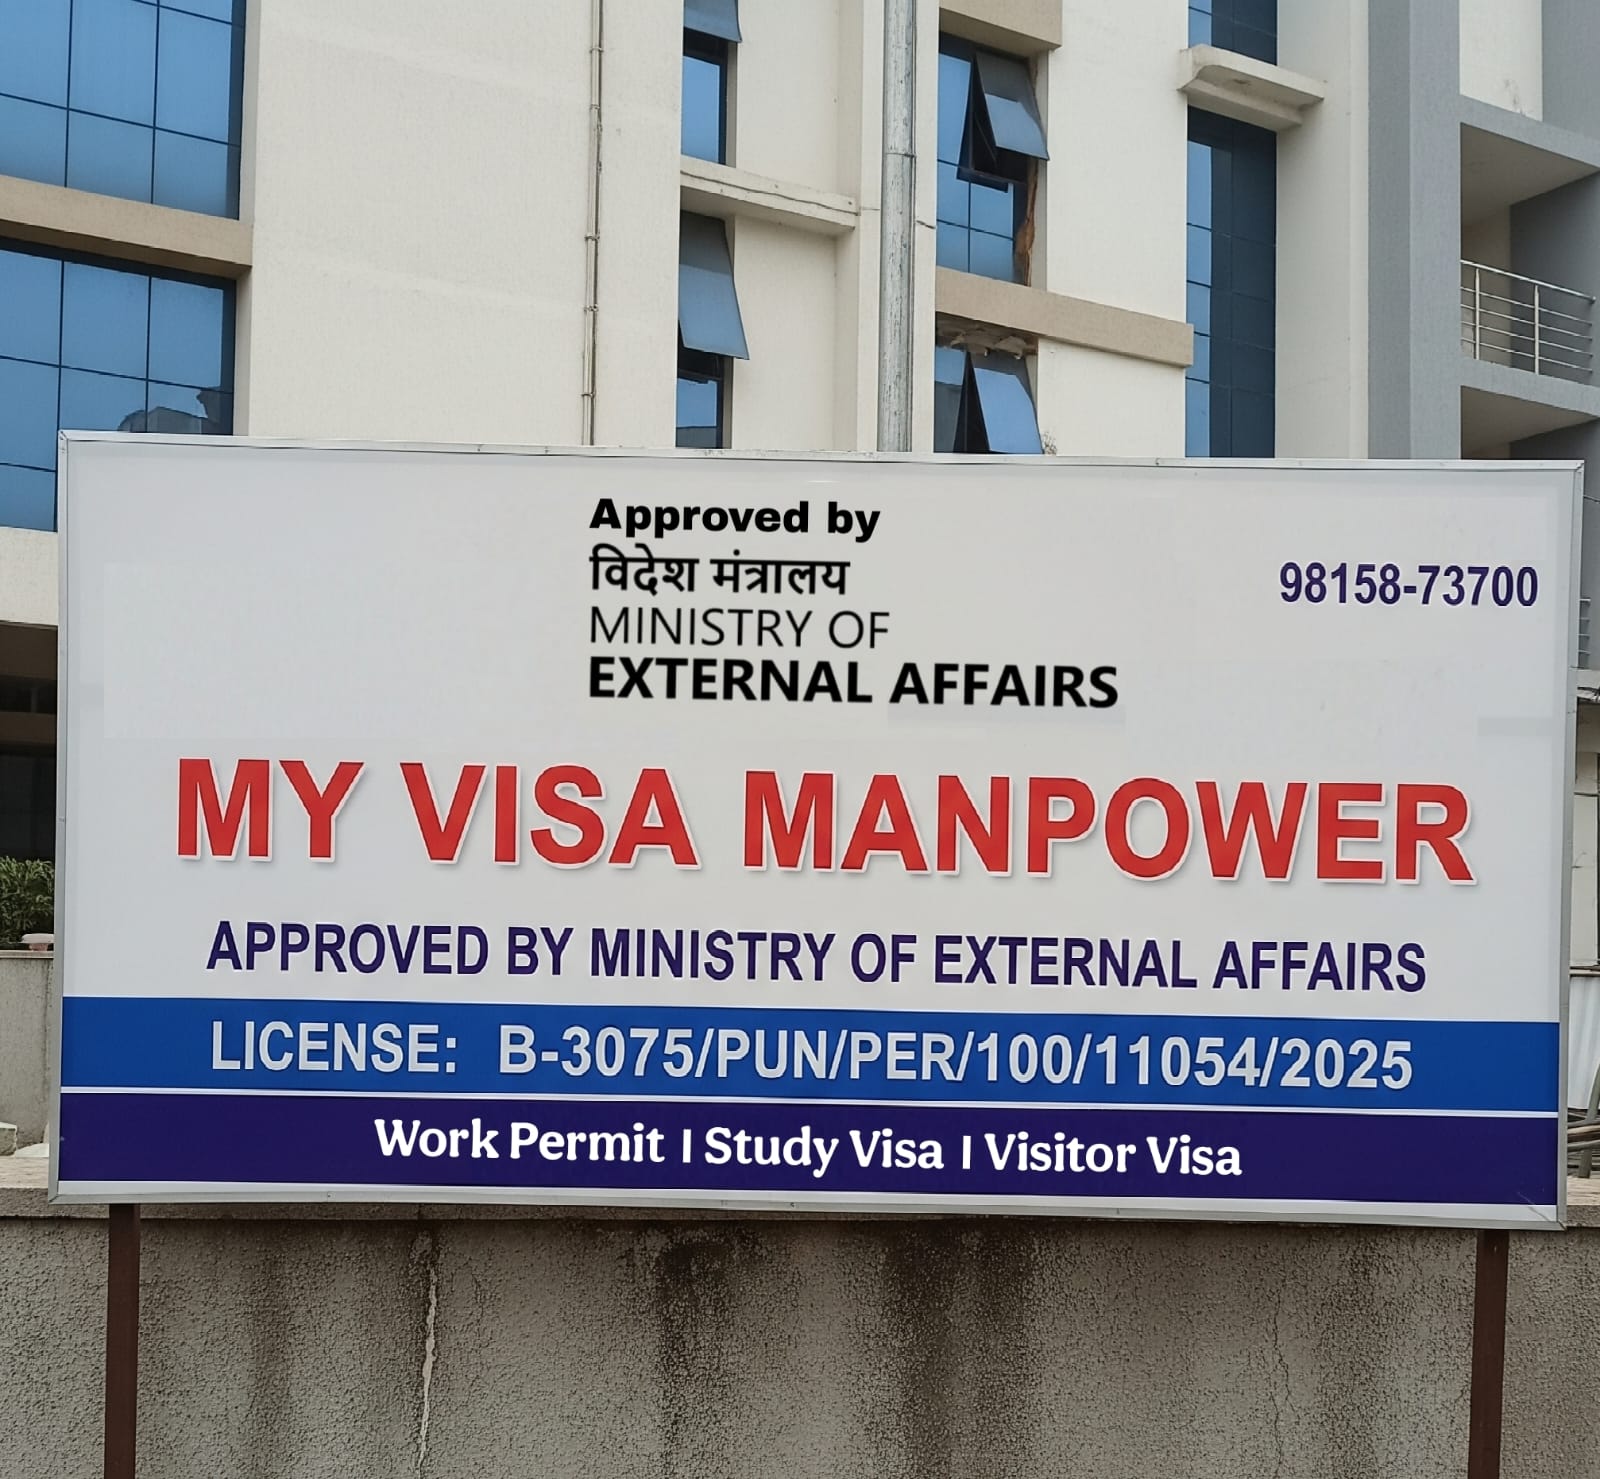 Approved by
विदेश मंत्रालय
MINISTRY OF
EXTERNAL AFFAIRS
98158-73700
MY VISA MANPOWER
APPROVED BY MINISTRY OF EXTERNAL AFFAIRS
LICENSE: B-3075/PUN/PER/100/11054/2025
Work Permit | Study Visa | Visitor Visa